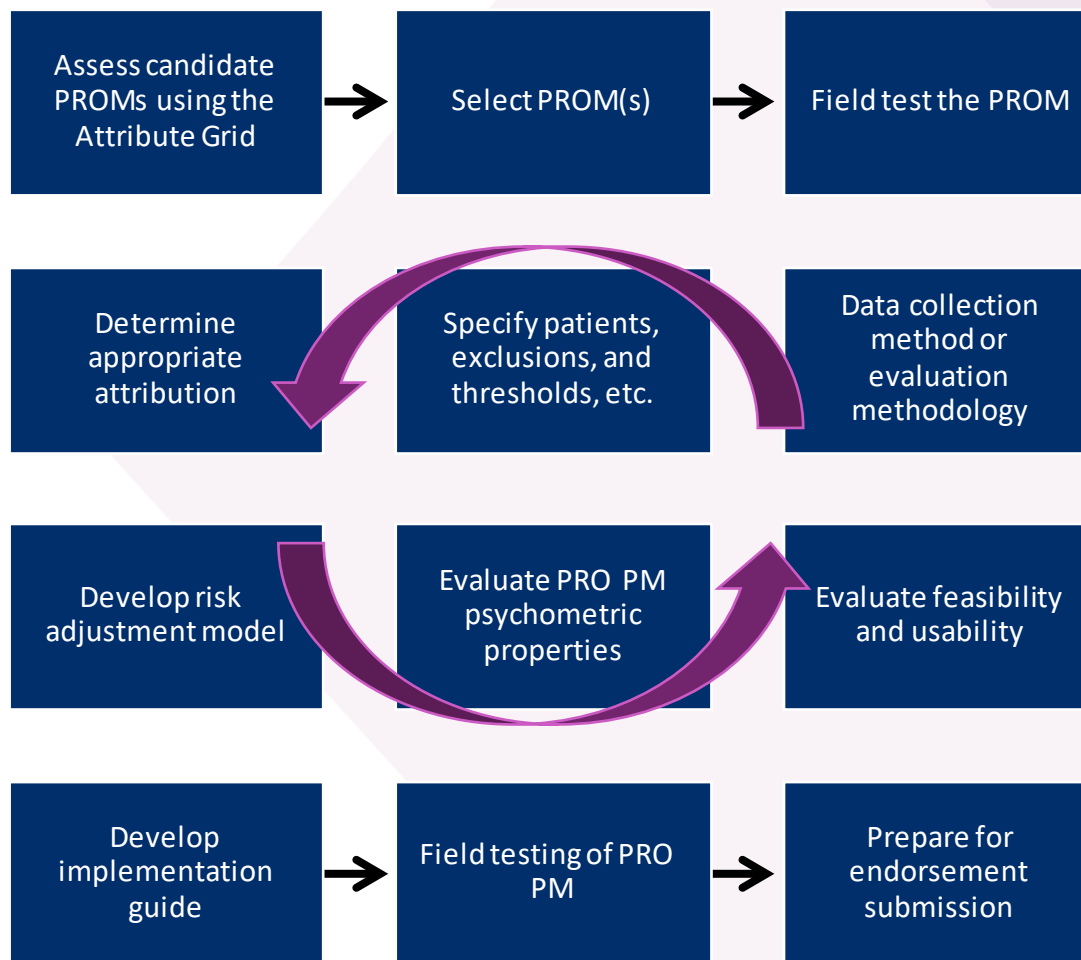 Assess candidate
PROMs using the
Attribute Grid
Select PROM(s)
Field test the PROM
Determine
appropriate
attribution
Specify patients,
exclusions, and
thresholds, etc.
Data collection
method or
evaluation
methodology
Develop risk
adjustment model
Evaluate PRO PM
psychometric
properties
Evaluate feasibility
and usability
Develop
implementation
guide
Field testing of PRO
PM
Prepare for
endorsement
submission